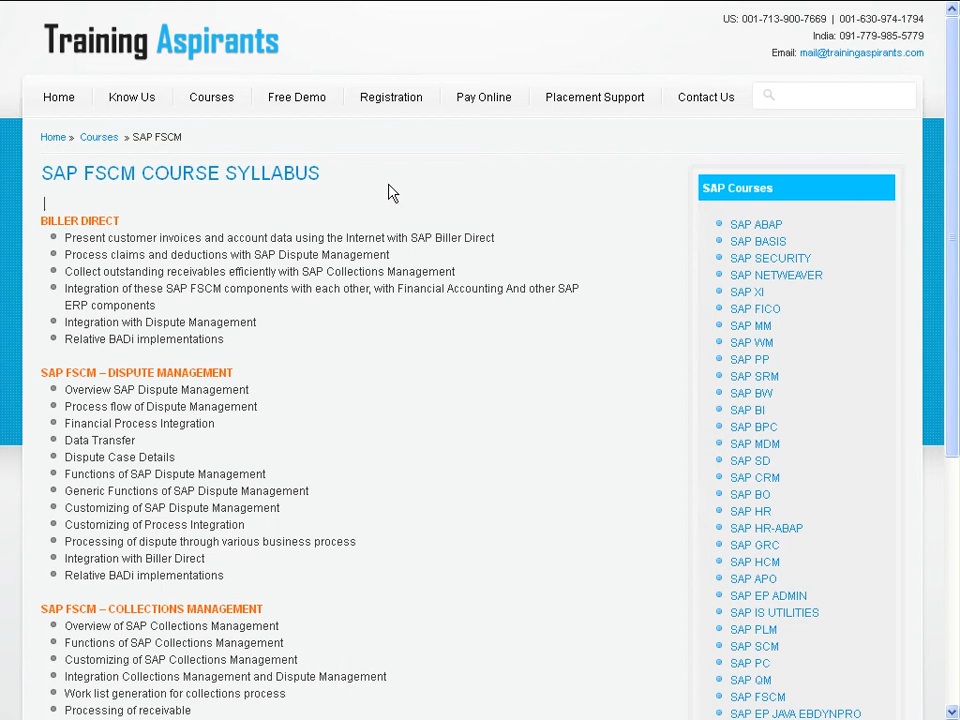 Training Aspirants
US: 001-713-900-7669 | 001-630-974-1794
India: 091-779-985-5779
Email: mail@trainingaspirants.com
Home Know Us Courses Free Demo Registration Pay Online Placement Support Contact Us
Home » Courses » SAP FSCM
SAP FSCM COURSE SYLLABUS
BILLER DIRECT
Present customer invoices and account data using the Internet with SAP Biller Direct
Process claims and deductions with SAP Dispute Management
Collect outstanding receivables efficiently with SAP Collections Management
Integration of these SAP FSCM components with each other, with Financial Accounting And other SAP
ERP components
Integration with Dispute Management
Relative BADi implementations
SAP FSCM – DISPUTE MANAGEMENT
Overview SAP Dispute Management
Process flow of Dispute Management
Financial Process Integration
Data Transfer
Dispute Case Details
Functions of SAP Dispute Management
Generic Functions of SAP Dispute Management
Customizing of SAP Dispute Management
Customizing of Process Integration
Processing of dispute through various business process
Integration with Biller Direct
Relative BADi implementations
SAP FSCM – COLLECTIONS MANAGEMENT
Overview of SAP Collections Management
Functions of SAP Collections Management
Customizing of SAP Collections Management
Integration Collections Management and Dispute Management
Work list generation for collections process
Processing of receivable
SAP Courses
SAP ABAP
SAP BASIS
SAP SECURITY
SAP NETWEAVER
SAP XI
SAP FICO
SAP MM
SAP WM
SAP PP
SAP SRM
SAP BW
SAP BI
SAP BPC
SAP MDM
SAP SD
SAP CRM
SAP BO
SAP HR
SAP HR-ABAP
SAP GRC
SAP HCM
SAP APO
SAP EP ADMIN
SAP IS UTILITIES
SAP PLM
SAP SCM
SAP PC
SAP QM
SAP FSCM
SAP EP JAVA EBDYNPRO